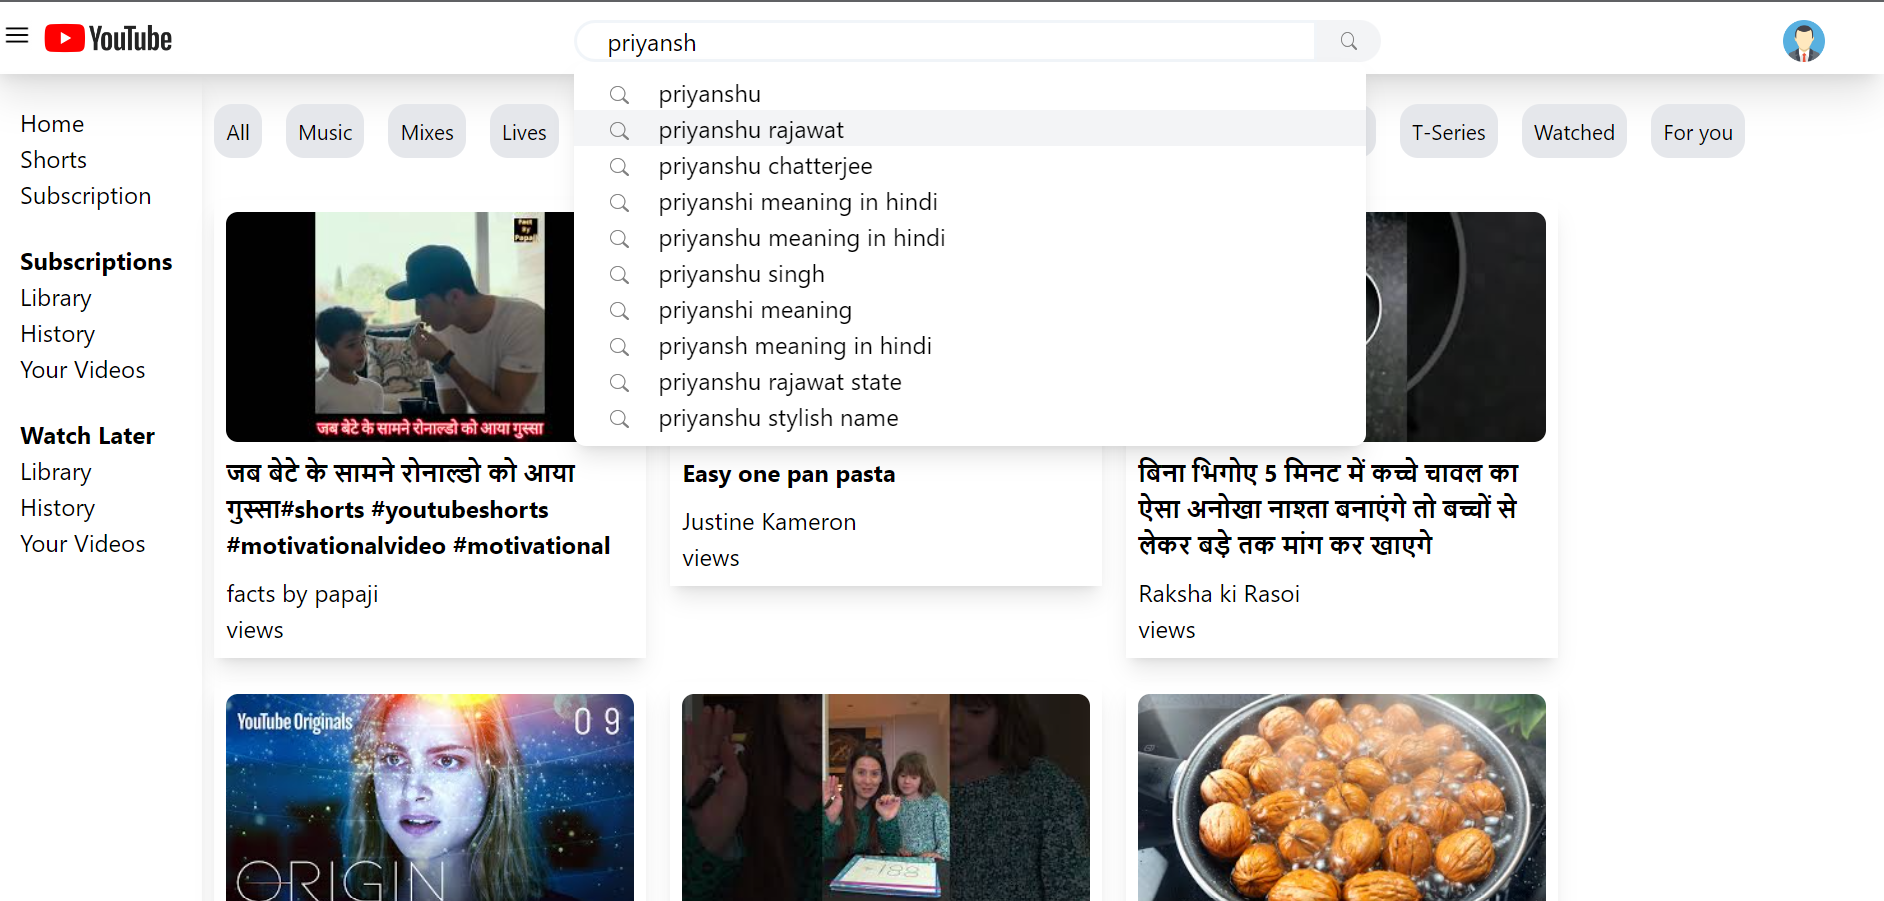 YouTube
priyansh
priyanshu
priyanshu rajawat
priyanshu chatterjee
priyanshi meaning in hindi
priyanshu meaning in hindi
priyanshu singh
priyanshi meaning
priyansh meaning in hindi
priyanshu rajawat state
priyanshu stylish name
Home
Shorts
Subscription
Subscriptions
Library
History
Your Videos
Watch Later
Library
History
Your Videos
All Music Mixes Lives T-Series Watched For you
Fact
By
Papaji
जब बेटे के सामने रोनाल्डो को आया गुस्सा
जब बेटे के सामने रोनाल्डो को आया
गुस्सा#shorts #youtubeshorts
#motivationalvideo #motivational
facts by papaji
views
Easy one pan pasta
Justine Kameron
views
बिना भिगोए 5 मिनट में कच्चे चावल का
ऐसा अनोखा नाश्ता बनाएंगे तो बच्चों से
लेकर बड़े तक मांग कर खाएगे
Raksha ki Rasoi
views
YouTube Originals
09
ORIGIN